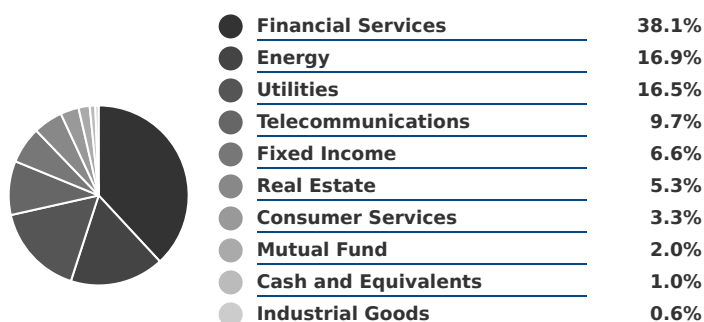 Financial Services 38.1%
Energy 16.9%
Utilities 16.5%
Telecommunications 9.7%
Fixed Income 6.6%
Real Estate 5.3%
Consumer Services 3.3%
Mutual Fund 2.0%
Cash and Equivalents 1.0%
Industrial Goods 0.6%